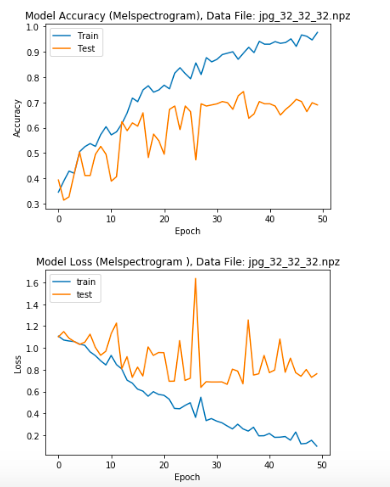 Model Accuracy (Melspectrogram), Data File: jpg_32_32_32.npz
1.0
0.9
0.8
0.7
0.6
0.5
0.4
0.3
Accuracy
Train
Test
0 10 20 30 40 50
Epoch
Model Loss (Melspectrogram ), Data File: jpg_32_32_32.npz
1.6
1.4
1.2
1.0
0.8
0.6
0.4
0.2
Loss
train
test
0 10 20 30 40 50
Epoch